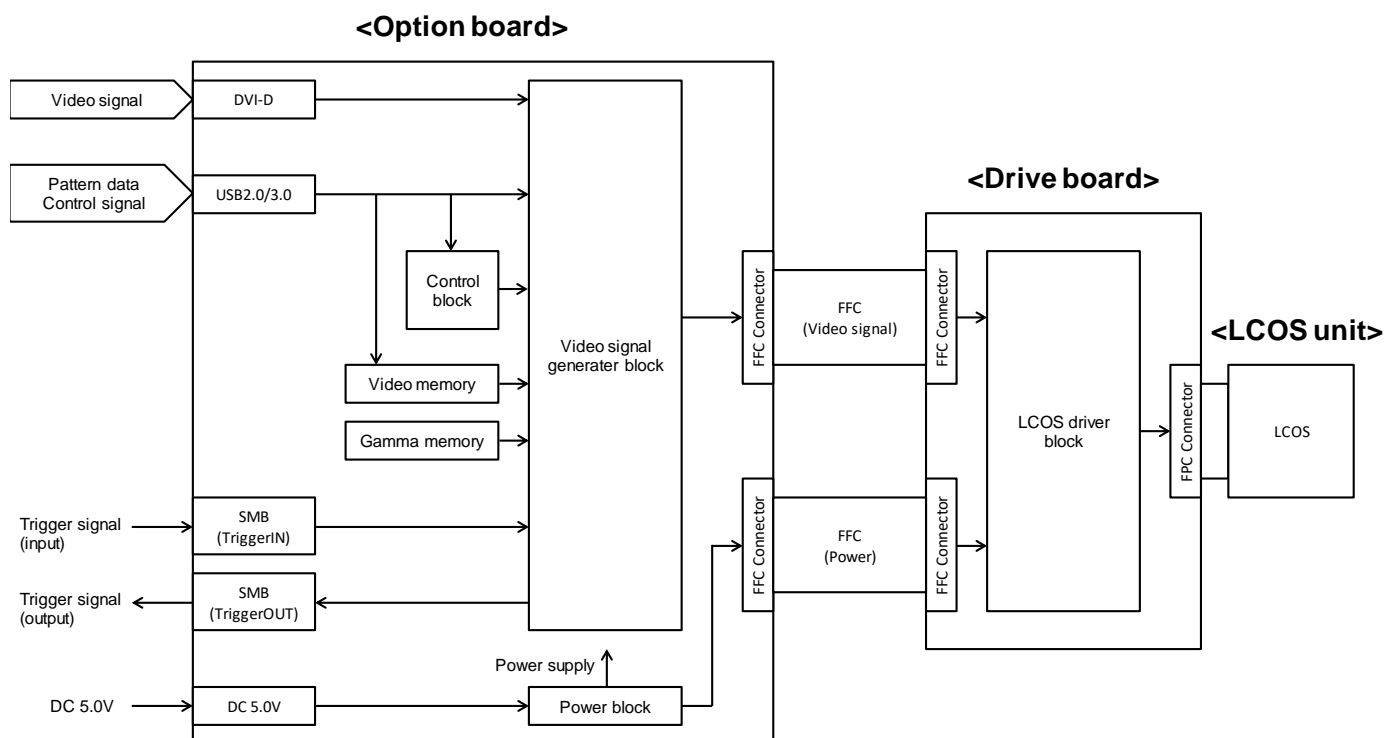 <Option board>
Video signal
DVI-D
Pattern data
Control signal
USB2.0/3.0
Control
block
Video memory
Gamma memory
Video signal
generater block
Trigger signal
(input)
SMB
(TriggerIN)
Trigger signal
(output)
SMB
(TriggerOUT)
Power supply
DC 5.0V
DC 5.0V
Power block
FFC Connector
FFC
(Video signal)
FFC Connector
FFC Connector
FFC
(Power)
FFC Connector
<Drive board>
LCOS driver
block
FPC Connector
<LCOS unit>
LCOS